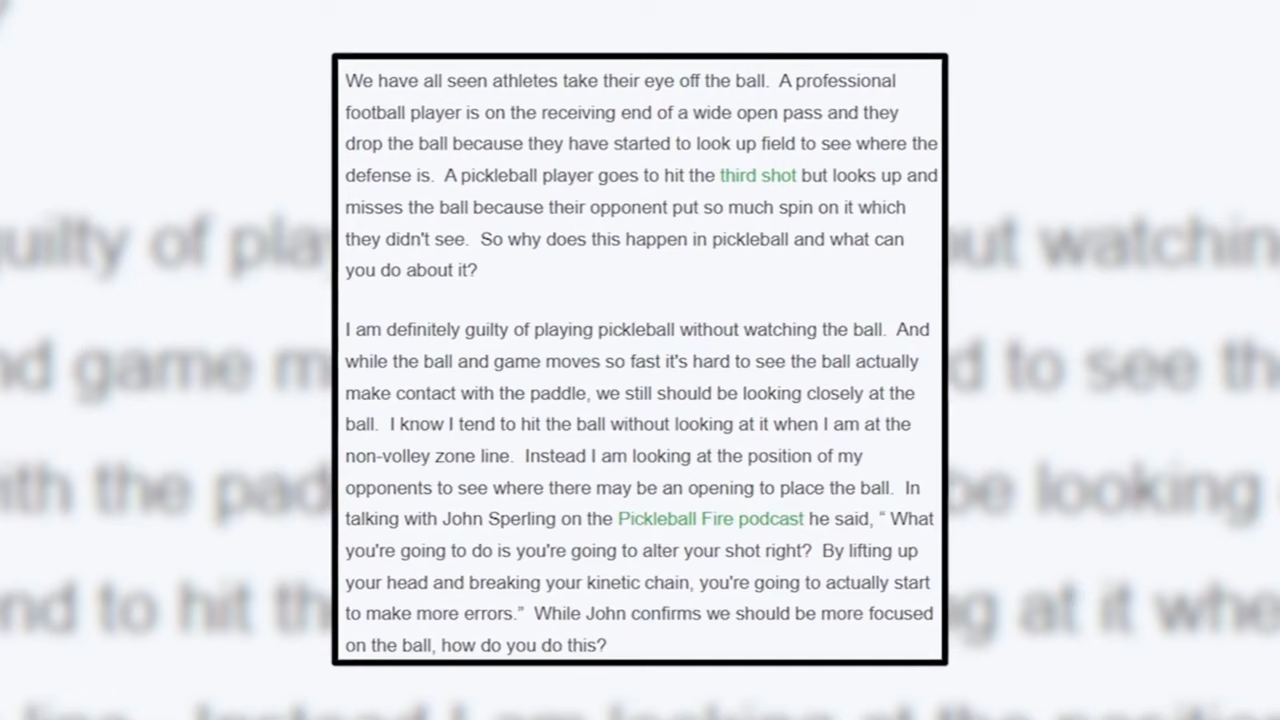 We have all seen athletes take their eye off the ball.  A professional
football player is on the receiving end of a wide open pass and they
drop the ball because they have started to look up field to see where the
defense is.  A pickleball player goes to hit the third shot but looks up and
misses the ball because their opponent put so much spin on it which
they didn't see.  So why does this happen in pickleball and what can
you do about it?
I am definitely guilty of playing pickleball without watching the ball.  And
while the ball and game moves so fast it's hard to see the ball actually
make contact with the paddle, we still should be looking closely at the
ball.  I know I tend to hit the ball without looking at it when I am at the
non-volley zone line.  Instead I am looking at the position of my
opponents to see where there may be an opening to place the ball.  In
talking with John Sperling on the Pickleball Fire podcast he said, “ What
you're going to do is you're going to alter your shot right?  By lifting up
your head and breaking your kinetic chain, you're going to actually start
to make more errors.”  While John confirms we should be more focused
on the ball, how do you do this?